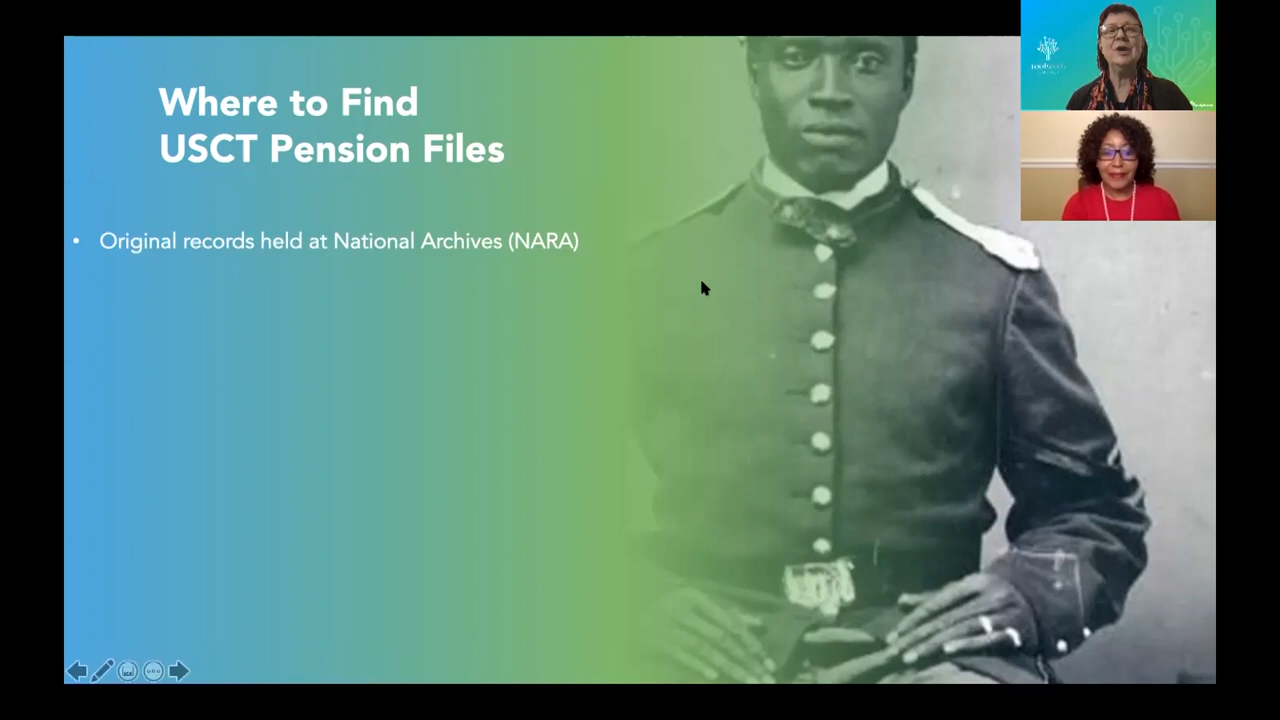 Where to Find
USCT Pension Files
• Original records held at National Archives (NARA)